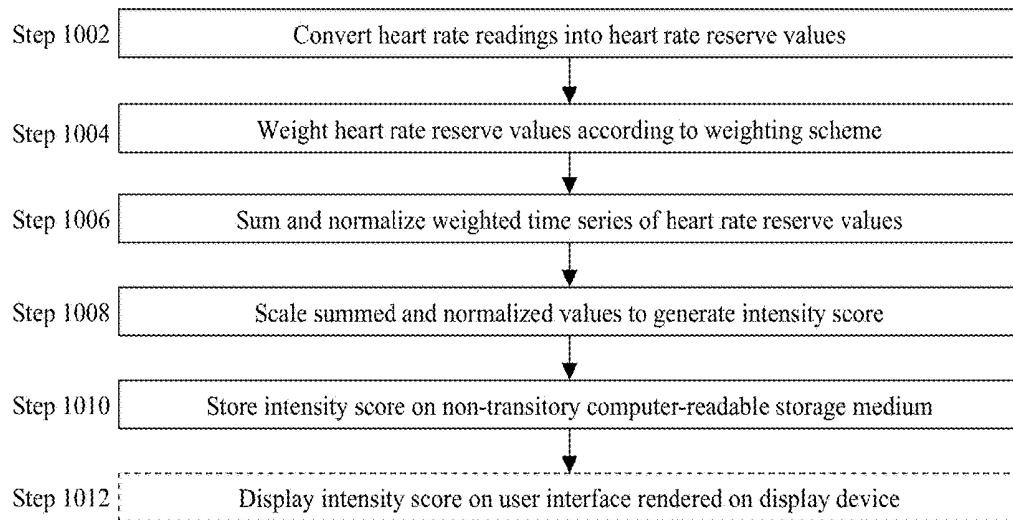 Step 1002 Convert heart rate readings into heart rate reserve values
Step 1004 Weight heart rate reserve values according to weighting scheme
Step 1006 Sum and normalize weighted time series of heart rate reserve values
Step 1008 Scale summed and normalized values to generate intensity score
Step 1010 Store intensity score on non-transitory computer-readable storage medium
Step 1012 Display intensity score on user interface rendered on display device